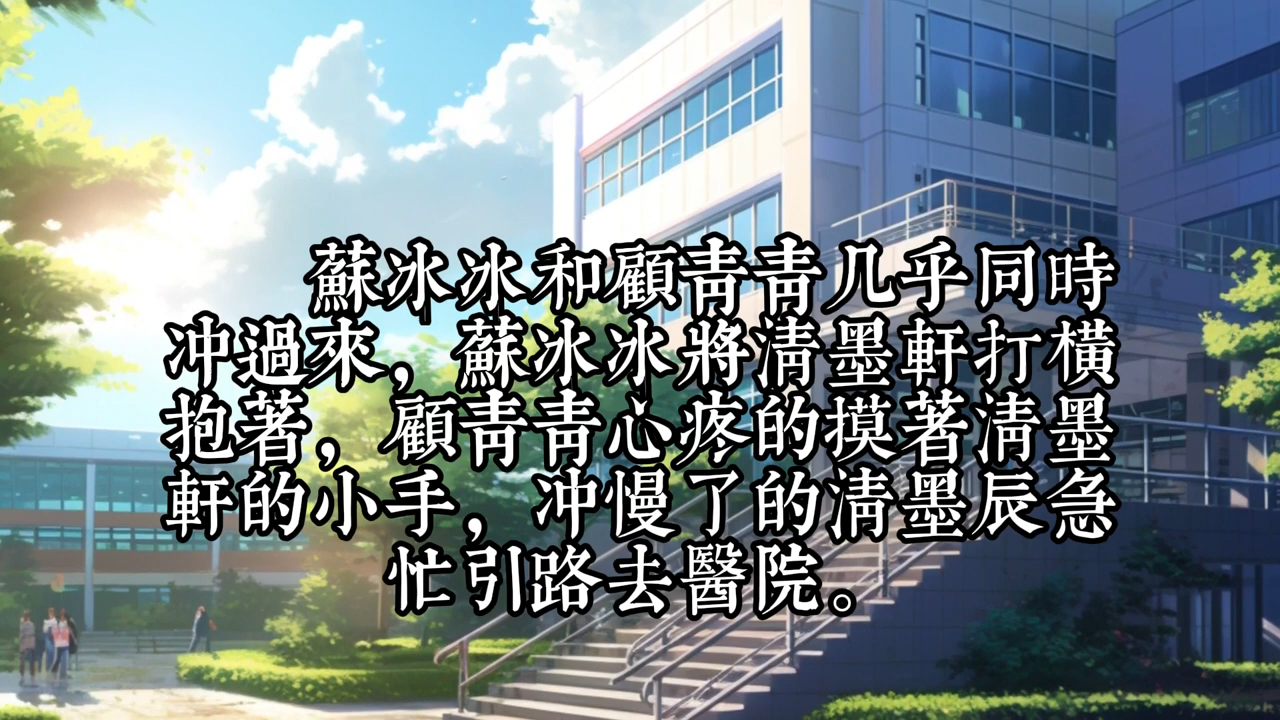 蘇冰冰和顧青青几乎同時
冲過來，蘇冰冰將清墨軒打橫
抱著，顧青青心疼的摸著清墨
軒的小手，冲慢了的清墨辰急
忙引路去醫院。